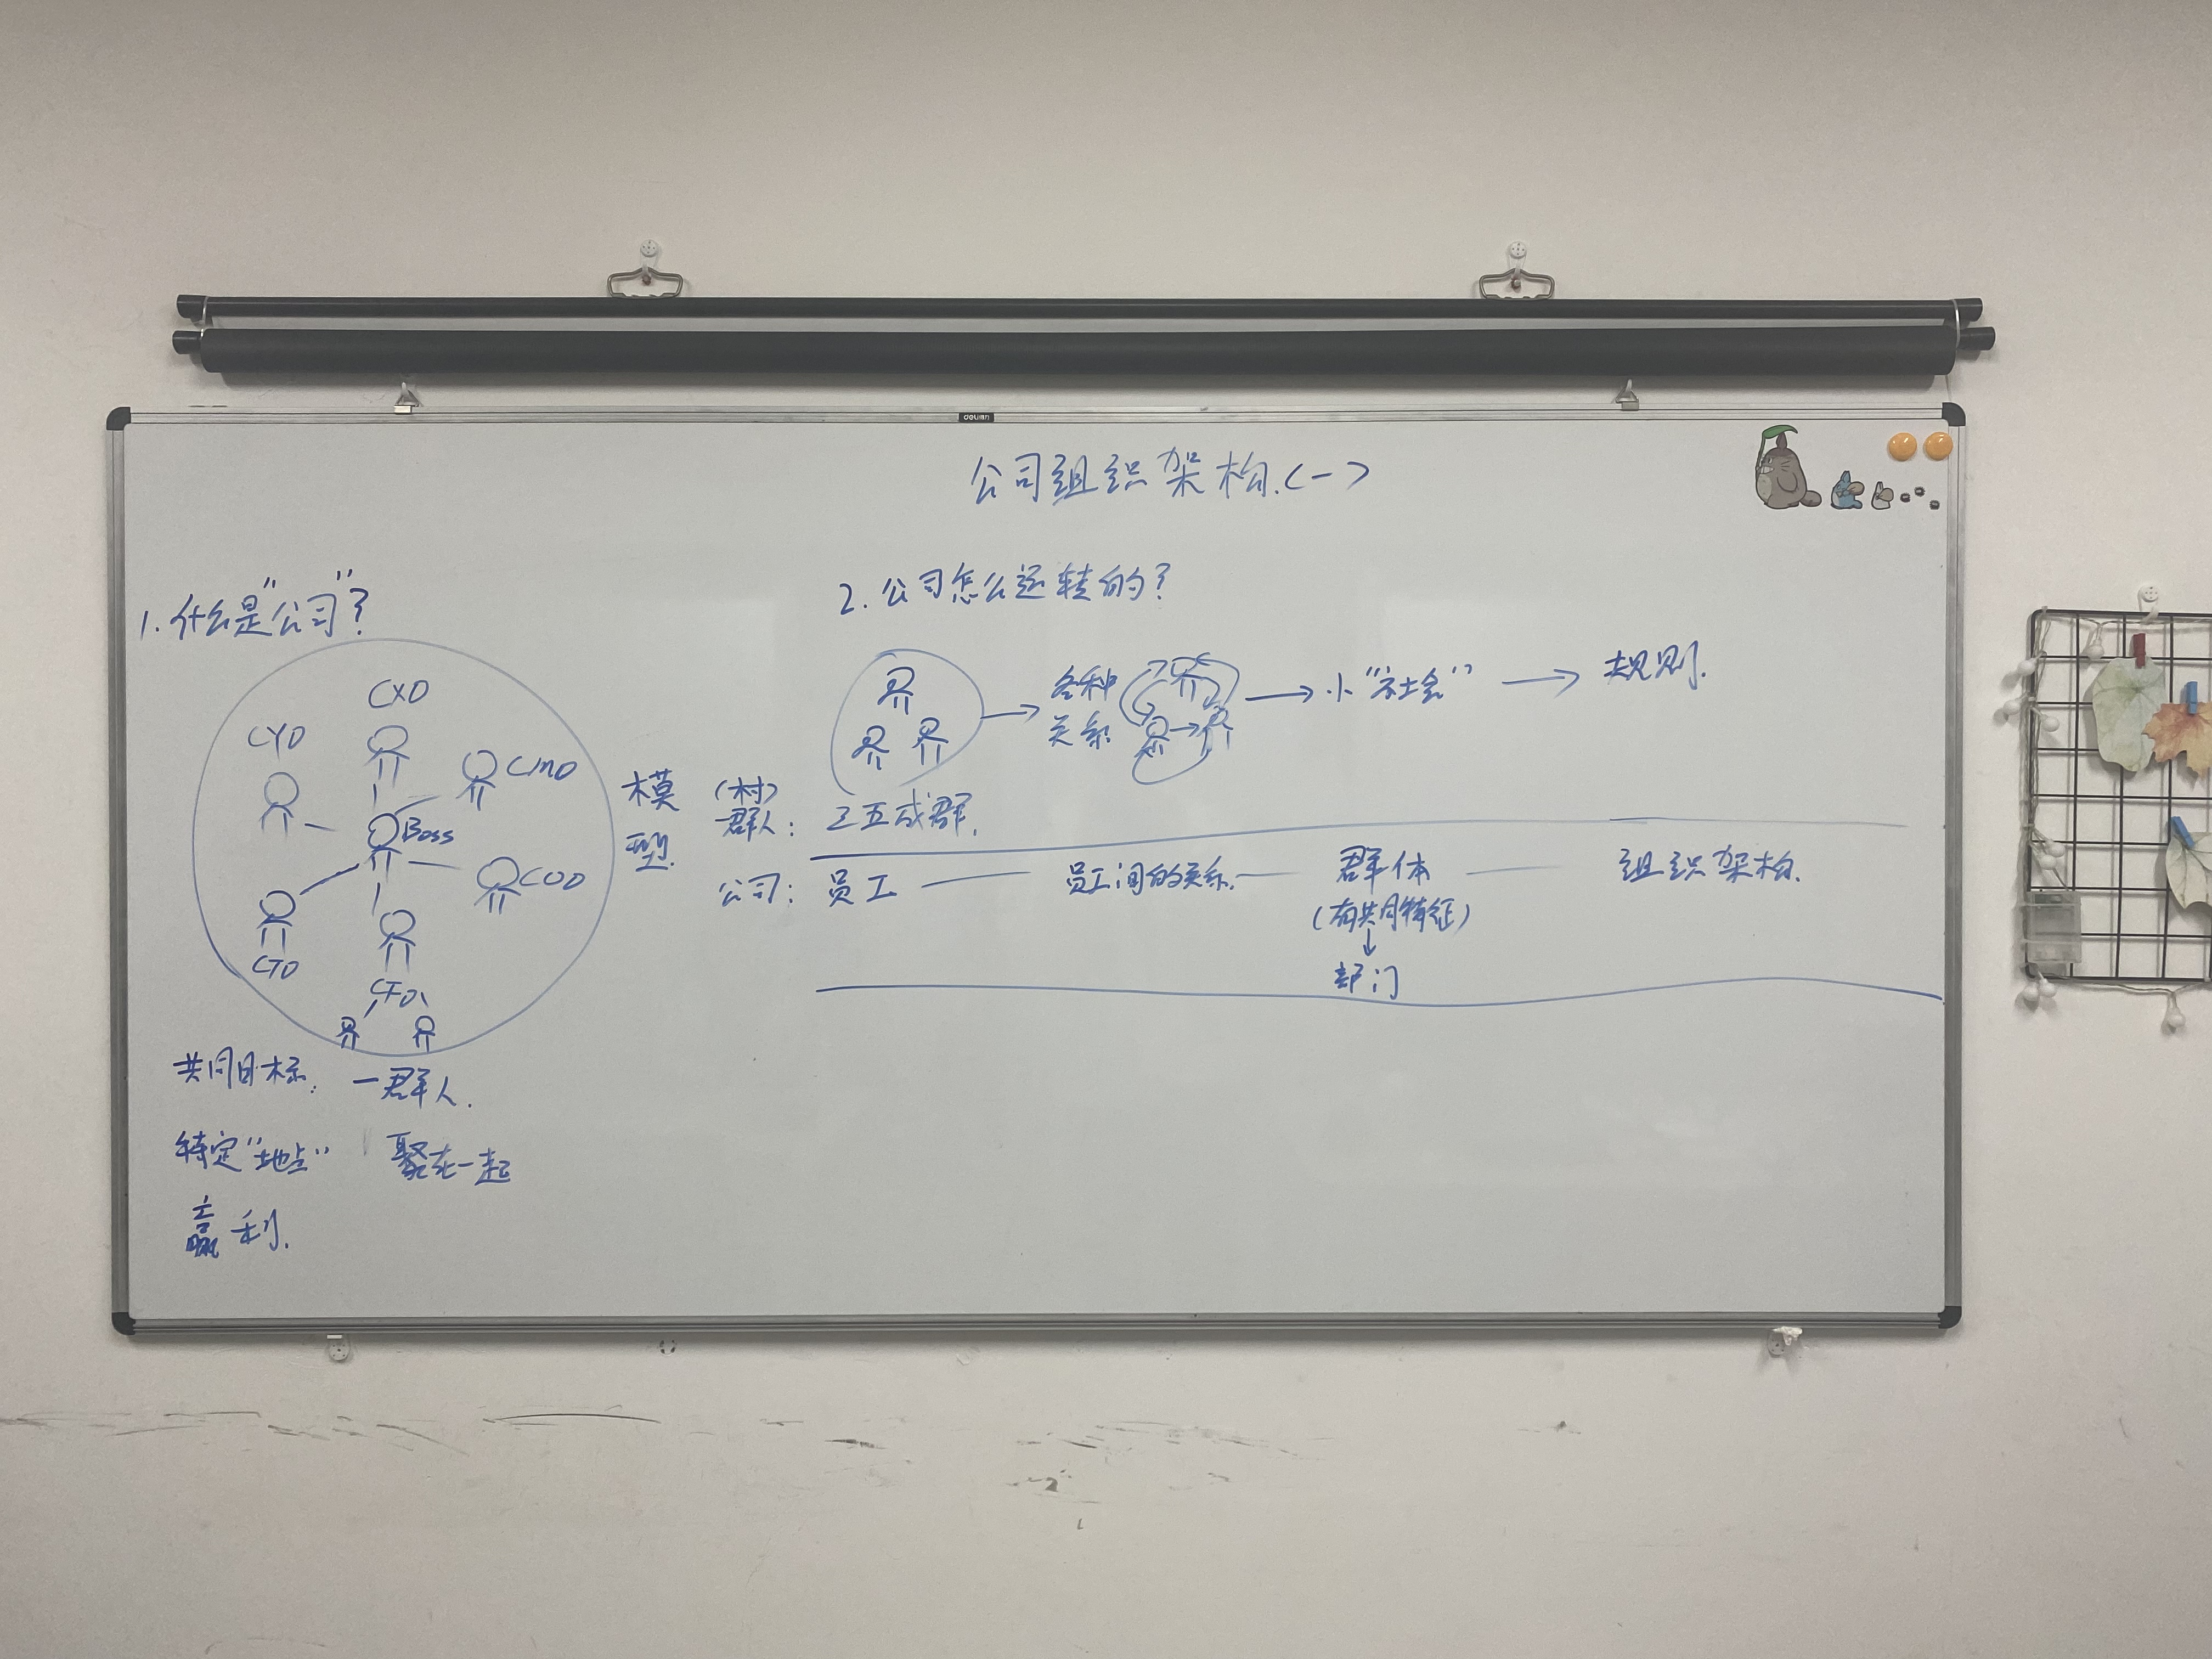 公司组织架构.(一)
1.什么是"公司"?
CXO
CYO
CMO
Boss
COO
CTO
CFO
共同目标. 一群人.
特定"地点" 聚在一起
赢利.
2.公司怎么运转的?
各种
关系
小"社会"
规则.
模
型.
(村)
群人: 三五成群.
公司: 员工
员工间的关系.
群体
组织架构.
(有共同特征)
部门